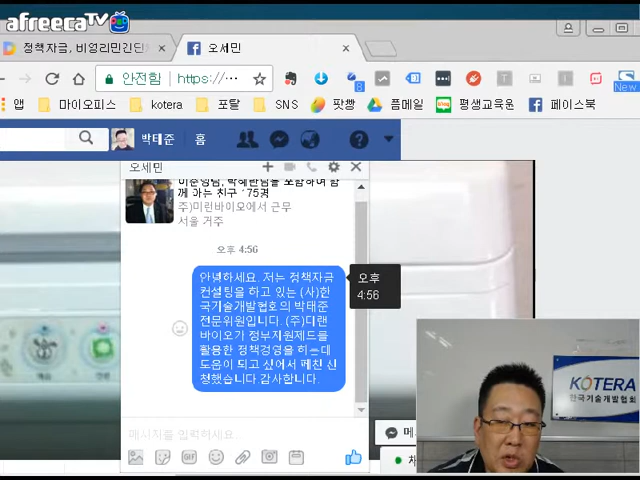 afreecaTV
정책자금, 비영리민간단
오세민
안전함 https://...
8
New
앱 마이오피스 kotera 포탈 SNS 팟빵 플메일 평생교육원 페이스북
박태준 홈
오세민
께 아는 친구 175명
주)미런바이오에서 근무
서울 거주
오후 4:56
안녕하세요. 저는 정책자금
컨설팅을 하고 있는 (사)한
국기술개발협회의 박태준
전문위원입니다. (주)미랜
바이오가 정부지원제도를
활용한 정책경영을 하는데
도움이 되고 싶어서 페친 신
청했습니다 감사합니다.
오후
4:56
메시지를 입력하세요...
GIF
KOTERA
한국기술개발협회